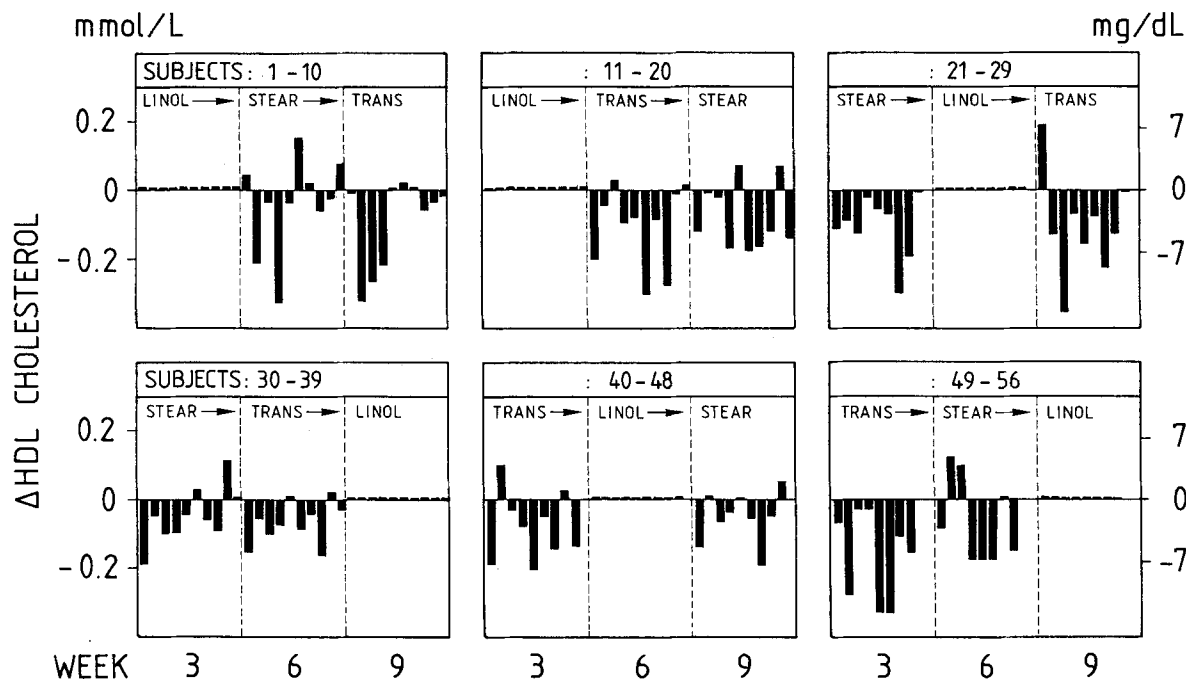 mmol/L mg/dL
SUBJECTS: 1 - 10 : 11 - 20 : 21 - 29
LINOL → STEAR → TRANS LINOL → TRANS → STEAR STEAR → LINOL → TRANS
0.2 7
0 0
-0.2 -7
ΔHDL CHOLESTEROL
SUBJECTS: 30 - 39 : 40 - 48 : 49 - 56
STEAR → TRANS → LINOL TRANS → LINOL → STEAR TRANS → STEAR → LINOL
0.2 7
0 0
-0.2 -7
WEEK 3 6 9 3 6 9 3 6 9